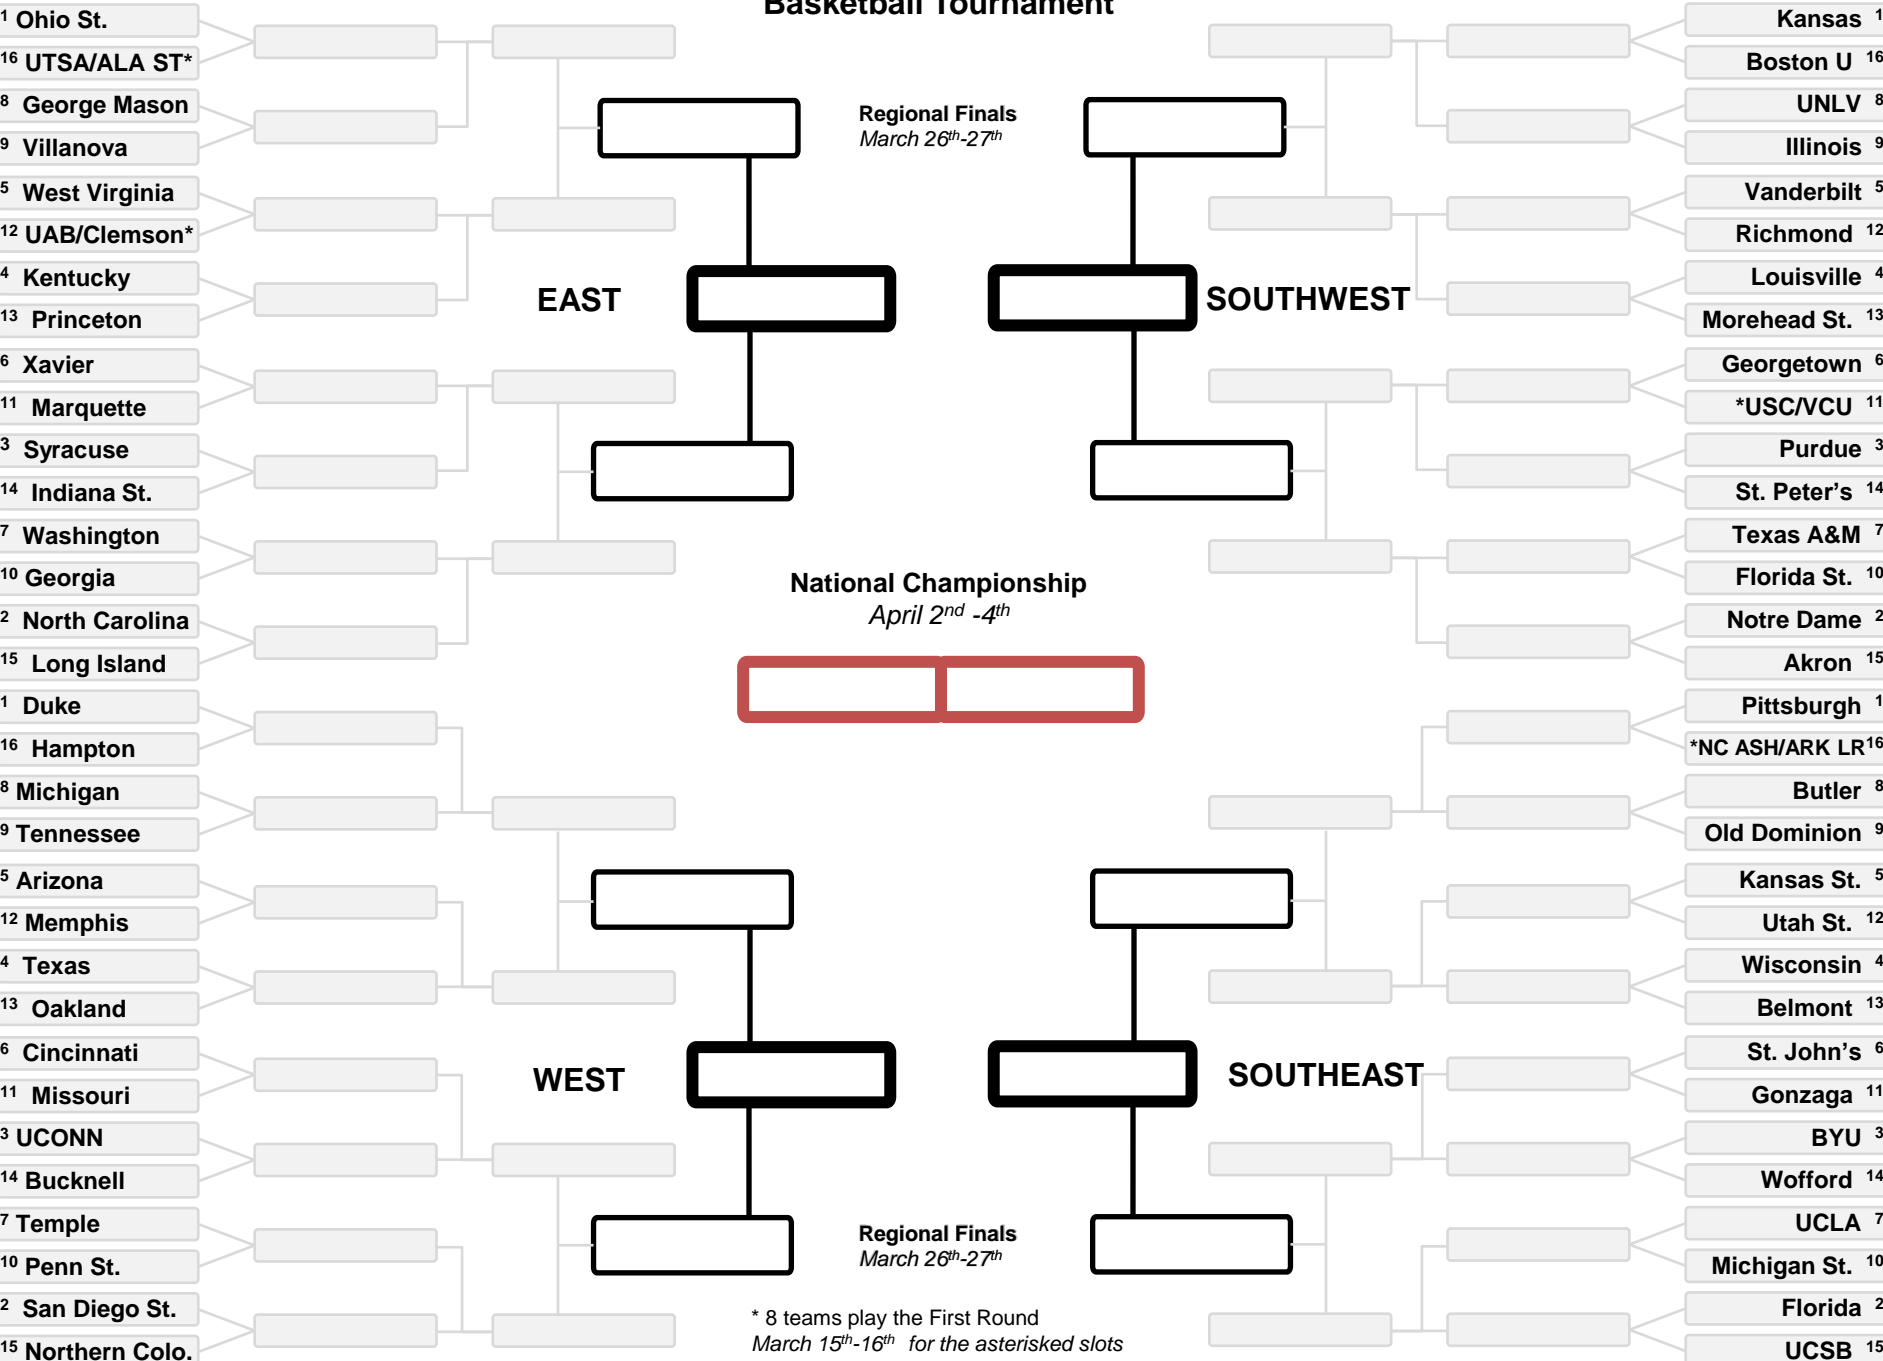 Basketball Tournament
1 Ohio St.
16 UTSA/ALA ST*
8 George Mason
9 Villanova
5 West Virginia
12 UAB/Clemson*
4 Kentucky
13 Princeton
6 Xavier
11 Marquette
3 Syracuse
14 Indiana St.
7 Washington
10 Georgia
2 North Carolina
15 Long Island
1 Duke
16 Hampton
8 Michigan
9 Tennessee
5 Arizona
12 Memphis
4 Texas
13 Oakland
6 Cincinnati
11 Missouri
3 UCONN
14 Bucknell
7 Temple
10 Penn St.
2 San Diego St.
15 Northern Colo.
EAST
WEST
Regional Finals
March 26th-27th
National Championship
April 2nd -4th
Regional Finals
March 26th-27th
* 8 teams play the First Round
March 15th-16th for the asterisked slots
SOUTHWEST
SOUTHEAST
Kansas 1
Boston U 16
UNLV 8
Illinois 9
Vanderbilt 5
Richmond 12
Louisville 4
Morehead St. 13
Georgetown 6
*USC/VCU 11
Purdue 3
St. Peter’s 14
Texas A&M 7
Florida St. 10
Notre Dame 2
Akron 15
Pittsburgh 1
*NC ASH/ARK LR16
Butler 8
Old Dominion 9
Kansas St. 5
Utah St. 12
Wisconsin 4
Belmont 13
St. John’s 6
Gonzaga 11
BYU 3
Wofford 14
UCLA 7
Michigan St. 10
Florida 2
UCSB 15